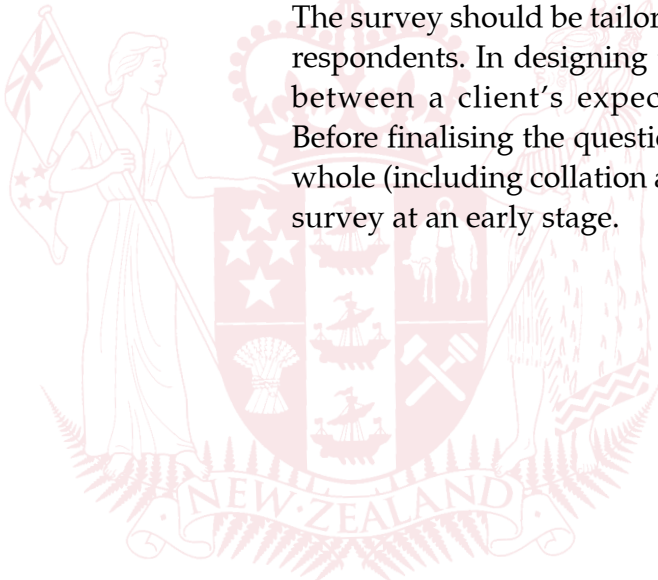 The survey should be tailor
respondents. In designing
between a client's expec
Before finalising the questi
whole (including collation a
survey at an early stage.
NEW·ZEALAND